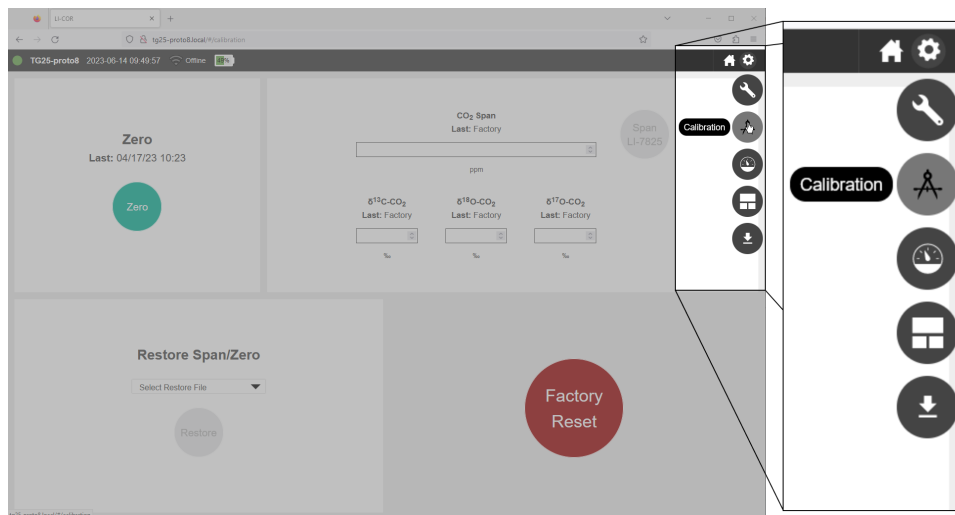 LI-COR
tg25-proto8.local/#/calibration
TG25-proto8 2023-06-14 09:49:57 Offline 49%
Zero
Last: 04/17/23 10:23
Zero
CO₂ Span
Last: Factory
ppm
Span
LI-7825
δ¹³C-CO₂
Last: Factory
‰
δ¹⁸O-CO₂
Last: Factory
‰
δ¹⁷O-CO₂
Last: Factory
‰
Calibration
Calibration
Restore Span/Zero
Select Restore File
Restore
Factory
Reset